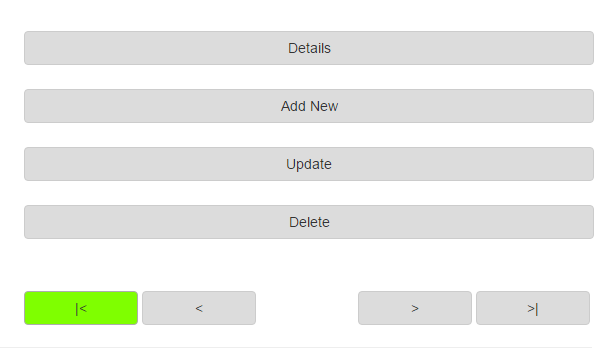 Details
Add New
Update
Delete
|< < > >|